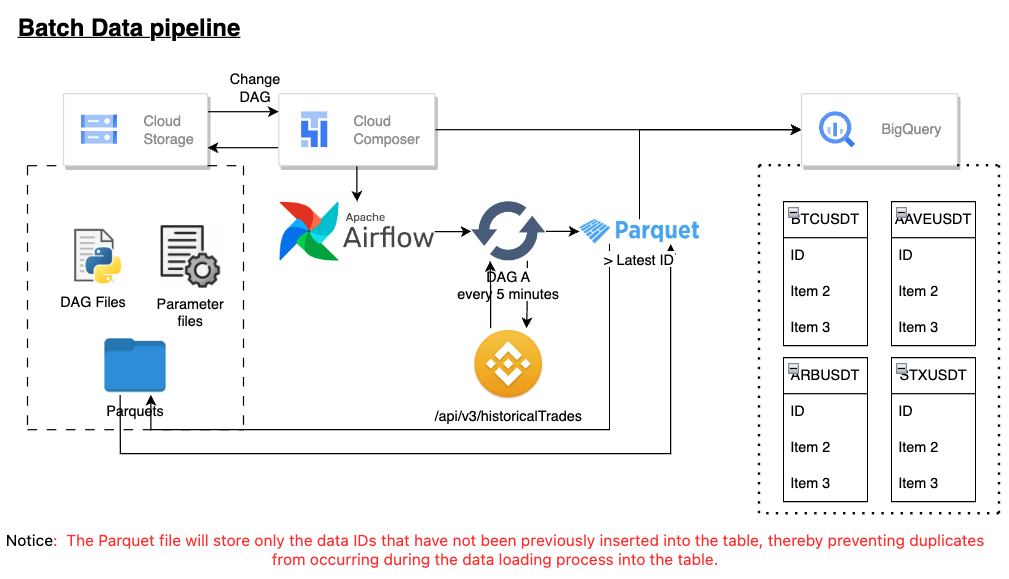 Batch Data pipeline
Change
DAG
Cloud
Storage
Cloud
Composer
BigQuery
Apache
Airflow
Parquet
> Latest ID
DAG A
every 5 minutes
DAG Files
Parameter
files
Parquets
/api/v3/historicalTrades
BTCUSDT
ID
Item 2
Item 3
AAVEUSDT
ID
Item 2
Item 3
ARBUSDT
ID
Item 2
Item 3
STXUSDT
ID
Item 2
Item 3
Notice: The Parquet file will store only the data IDs that have not been previously inserted into the table, thereby preventing duplicates
from occurring during the data loading process into the table.